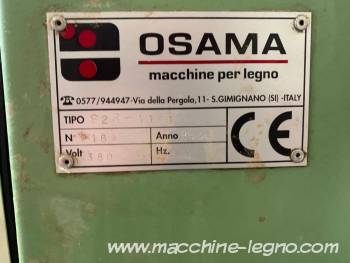 OSAMA
macchine per legno
☎ 0577/944947-Via della Pergola,11- S.GIMIGNANO (SI) -ITALY
TIPO
N° Anno
Volt 380 Hz.
CE
www.macchine-legno.com